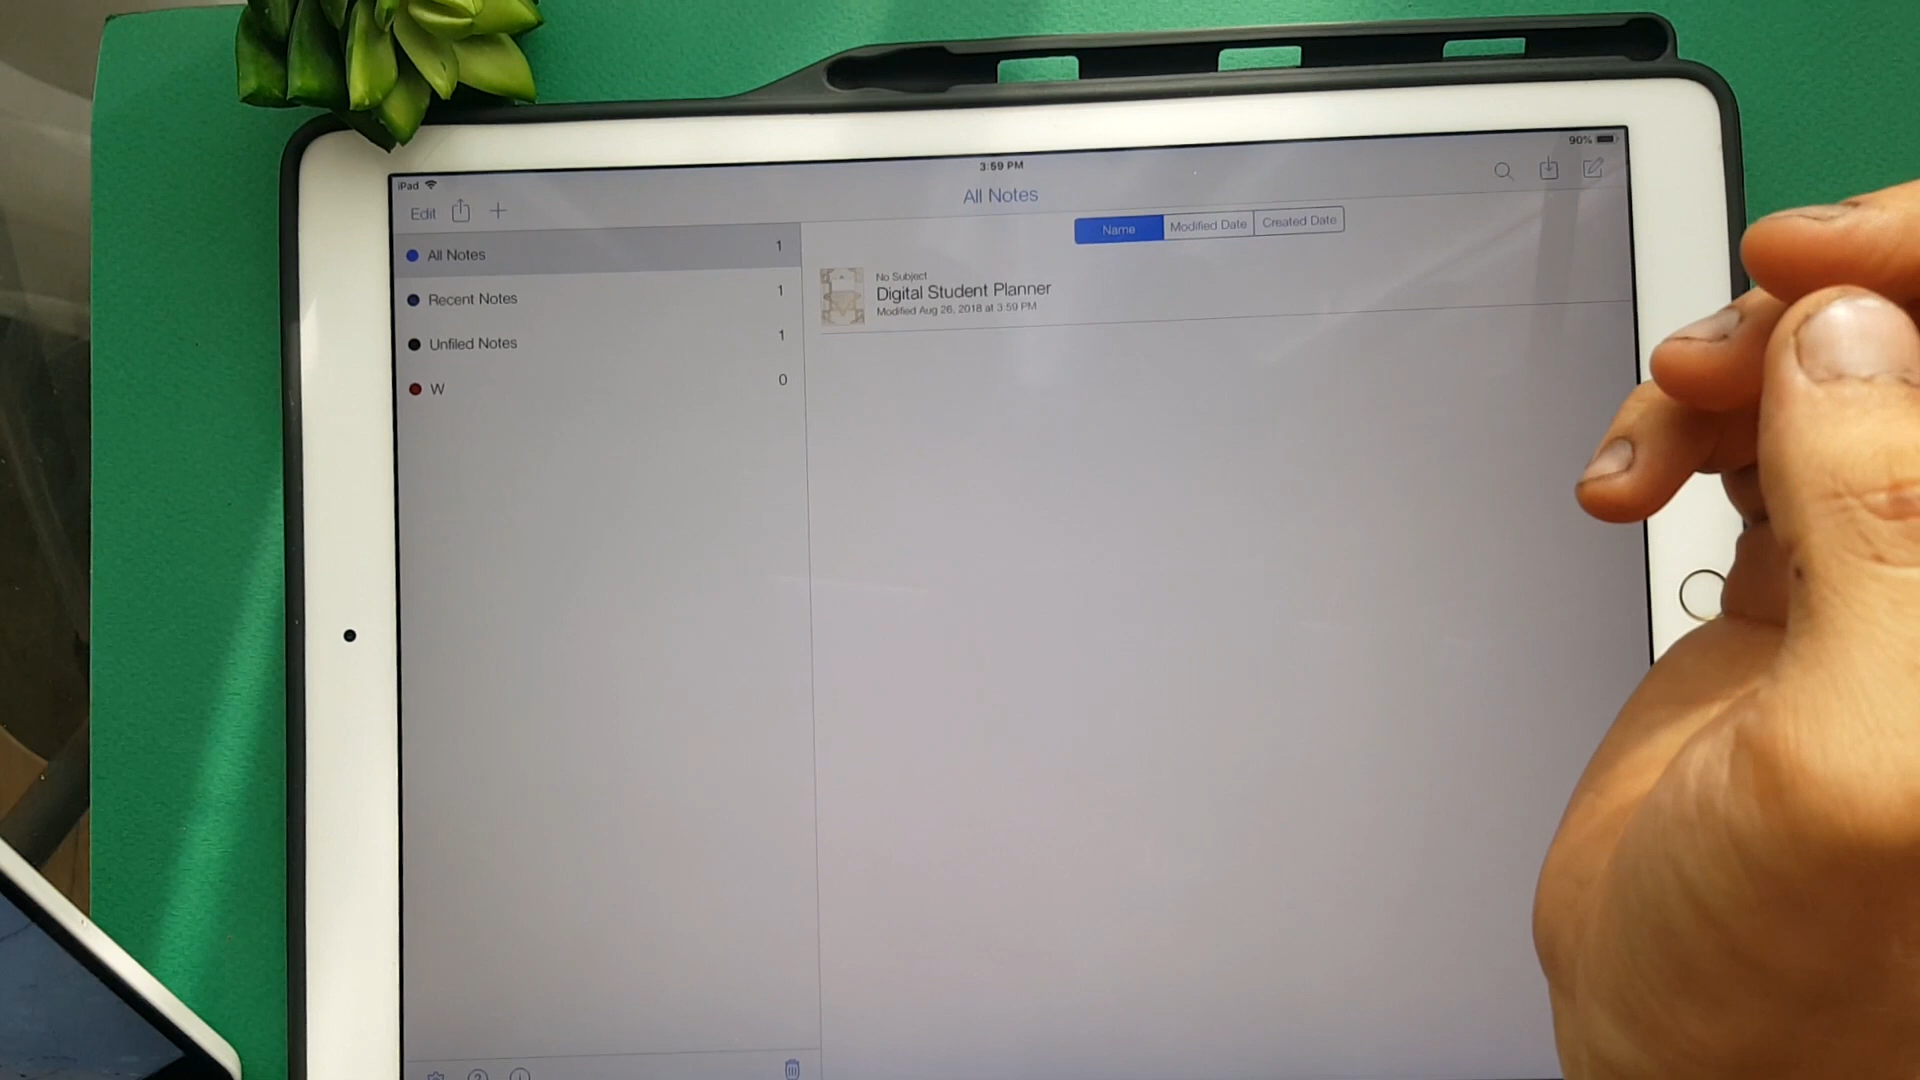 iPad
3:59 PM
90%
Edit
All Notes
Name
Modified Date
Created Date
All Notes 1
Recent Notes 1
Unfiled Notes 1
W 0
No Subject
Digital Student Planner
Modified Aug 26, 2018 at 3:59 PM